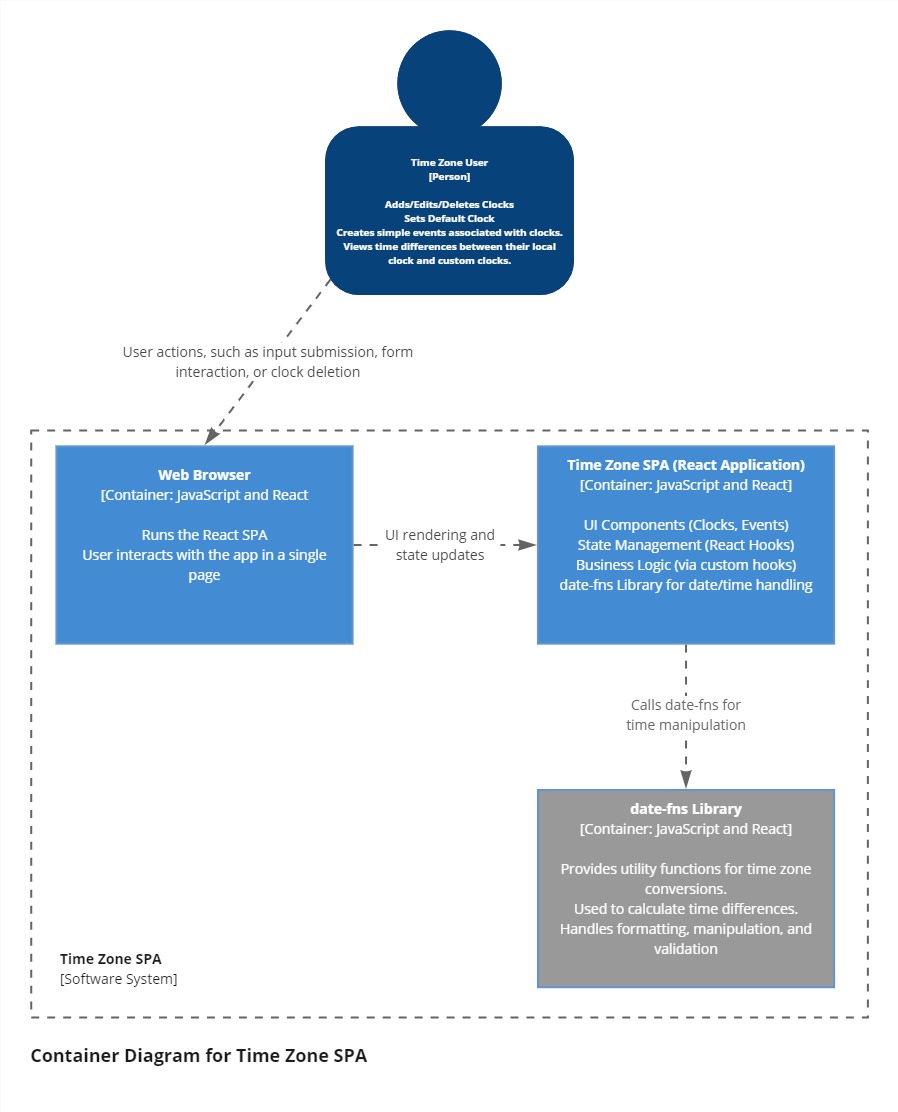 Time Zone User
[Person]
Adds/Edits/Deletes Clocks
Sets Default Clock
Creates simple events associated with clocks.
Views time differences between their local
clock and custom clocks.
User actions, such as input submission, form
interaction, or clock deletion
Web Browser
[Container: JavaScript and React
Runs the React SPA
User interacts with the app in a single
page
UI rendering and
state updates
Time Zone SPA (React Application)
[Container: JavaScript and React]
UI Components (Clocks, Events)
State Management (React Hooks)
Business Logic (via custom hooks)
date-fns Library for date/time handling
Calls date-fns for
time manipulation
date-fns Library
[Container: JavaScript and React]
Provides utility functions for time zone
conversions.
Used to calculate time differences.
Handles formatting, manipulation, and
validation
Time Zone SPA
[Software System]
Container Diagram for Time Zone SPA